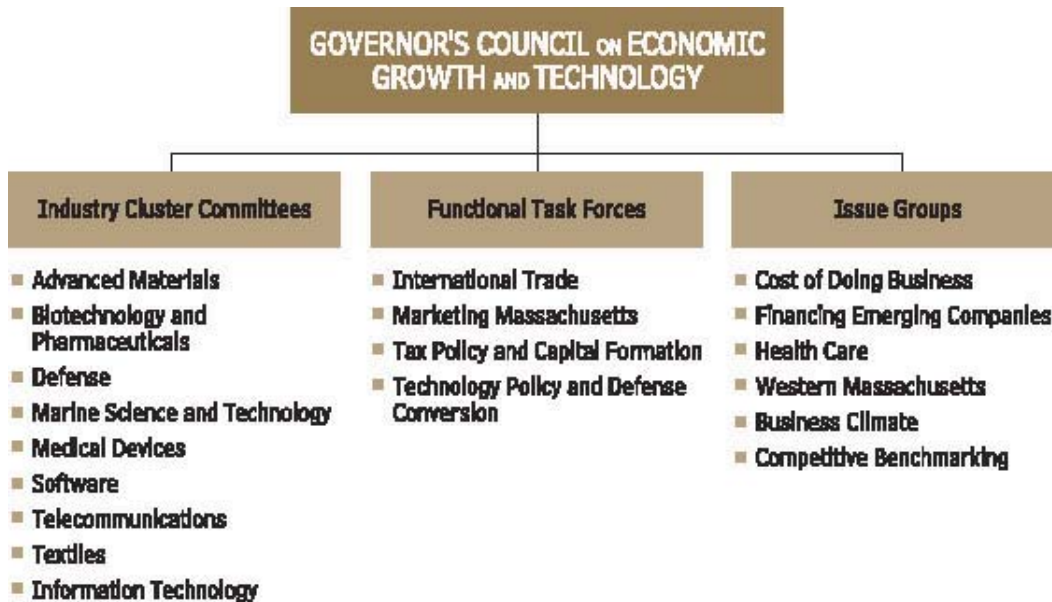 GOVERNOR'S COUNCIL ON ECONOMIC
GROWTH AND TECHNOLOGY
Industry Cluster Committees
Advanced Materials
Biotechnology and
Pharmaceuticals
Defense
Marine Science and Technology
Medical Devices
Software
Telecommunications
Textiles
Information Technology
Functional Task Forces
International Trade
Marketing Massachusetts
Tax Policy and Capital Formation
Technology Policy and Defense
Conversion
Issue Groups
Cost of Doing Business
Financing Emerging Companies
Health Care
Western Massachusetts
Business Climate
Competitive Benchmarking